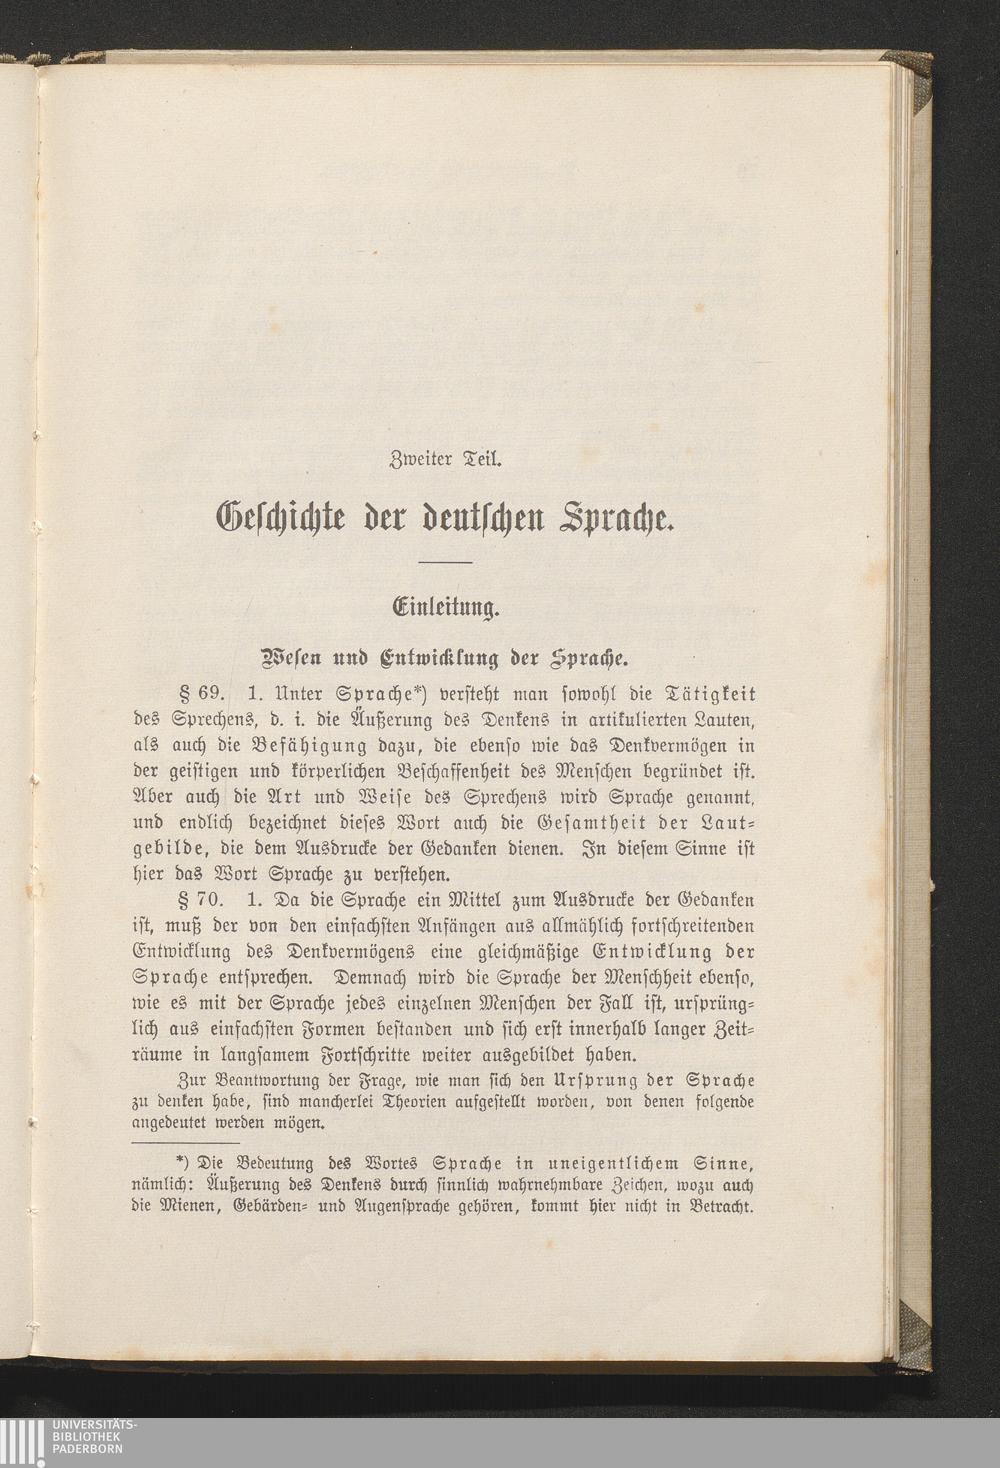 Zweiter Teil.
Geschichte der deutschen Sprache.
Einleitung.
Wesen und Entwicklung der Sprache.
§ 69. 1. Unter Sprache*) versteht man sowohl die Tätigkeit
des Sprechens, d. i. die Äußerung des Denkens in artikulierten Lauten,
als auch die Befähigung dazu, die ebenso wie das Denkvermögen in
der geistigen und körperlichen Beschaffenheit des Menschen begründet ist.
Aber auch die Art und Weise des Sprechens wird Sprache genannt,
und endlich bezeichnet dieses Wort auch die Gesamtheit der Laut-
gebilde, die dem Ausdrucke der Gedanken dienen. In diesem Sinne ist
hier das Wort Sprache zu verstehen.
§ 70. 1. Da die Sprache ein Mittel zum Ausdrucke der Gedanken
ist, muß der von den einfachsten Anfängen aus allmählich fortschreitenden
Entwicklung des Denkvermögens eine gleichmäßige Entwicklung der
Sprache entsprechen. Demnach wird die Sprache der Menschheit ebenso,
wie es mit der Sprache jedes einzelnen Menschen der Fall ist, ursprüng-
lich aus einfachsten Formen bestanden und sich erst innerhalb langer Zeit-
räume in langsamem Fortschritte weiter ausgebildet haben.
Zur Beantwortung der Frage, wie man sich den Ursprung der Sprache
zu denken habe, sind mancherlei Theorien aufgestellt worden, von denen folgende
angedeutet werden mögen.
*) Die Bedeutung des Wortes Sprache in uneigentlichem Sinne,
nämlich: Äußerung des Denkens durch sinnlich wahrnehmbare Zeichen, wozu auch
die Mienen, Gebärden- und Augensprache gehören, kommt hier nicht in Betracht.
UNIVERSITÄTS-
BIBLIOTHEK
PADERBORN